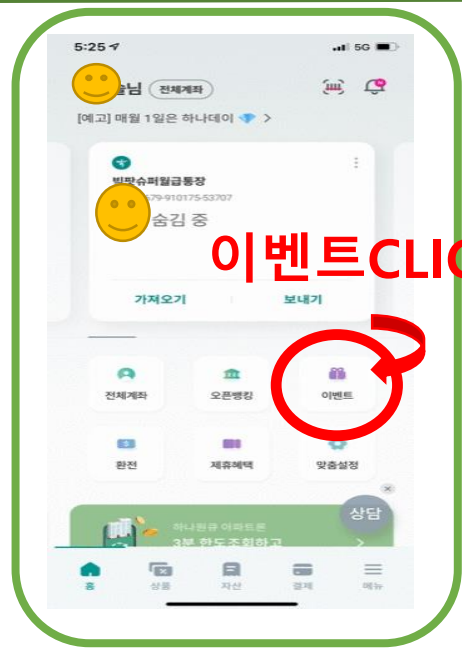 5:25
5G
님 전체계좌
[예고] 매월 1일은 하나데이 >
빅팟슈퍼월급통장
679-910175-53707
숨김 중
이벤트CLIC
가져오기 보내기
전체계좌 오픈뱅킹 이벤트
환전 제휴혜택 맞춤설정
하나원큐 아파트론
상담
3분 한도조회하고 >
홈 상품 자산 결제 메뉴